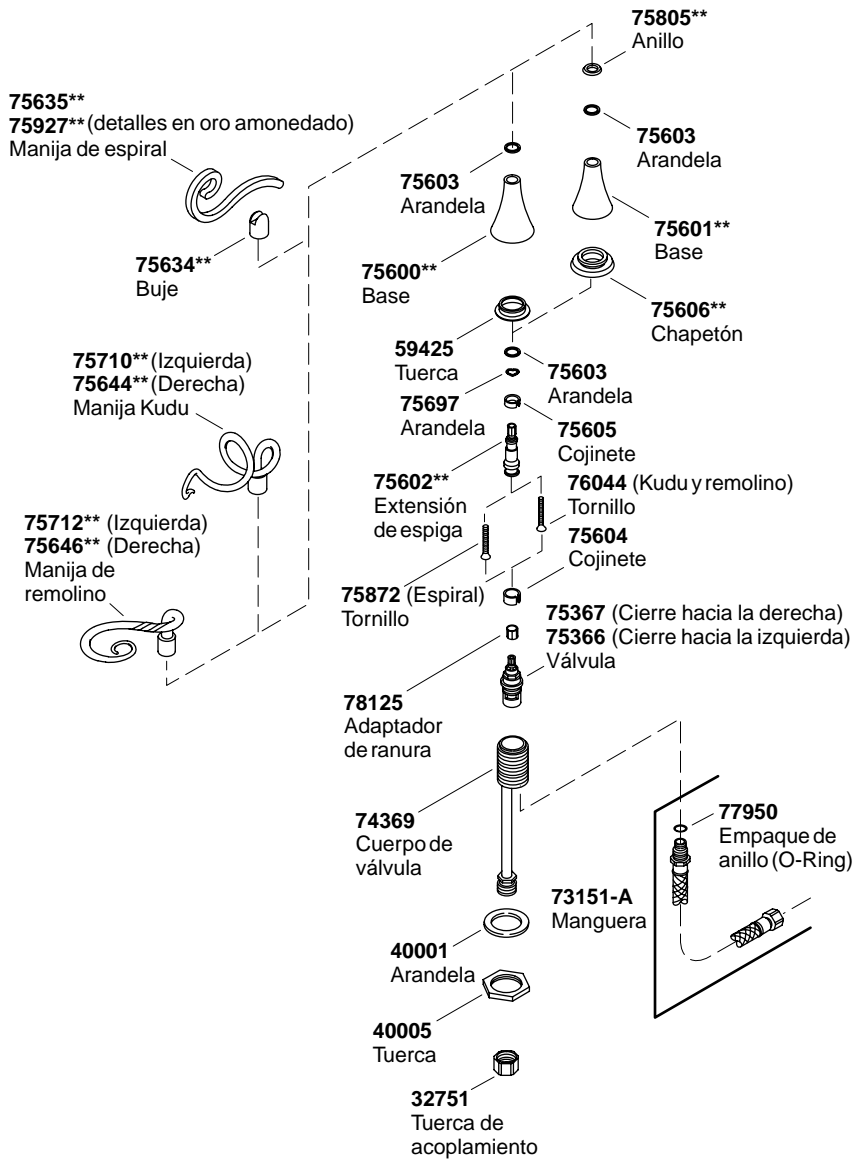 75805**
Anillo
75635**
75927** (detalles en oro amonedado)
Manija de espiral
75603
Arandela
75603
Arandela
75634**
Buje
75600**
Base
75601**
Base
75606**
Chapetón
59425
Tuerca
75603
Arandela
75710** (Izquierda)
75644** (Derecha)
Manija Kudu
75697
Arandela
75605
Cojinete
75602**
Extensión
de espiga
76044 (Kudu y remolino)
Tornillo
75712** (Izquierda)
75646** (Derecha)
Manija de
remolino
75604
Cojinete
75872 (Espiral)
Tornillo
75367 (Cierre hacia la derecha)
75366 (Cierre hacia la izquierda)
Válvula
78125
Adaptador
de ranura
74369
Cuerpo de
válvula
77950
Empaque de
anillo (O-Ring)
73151-A
Manguera
40001
Arandela
40005
Tuerca
32751
Tuerca de
acoplamiento